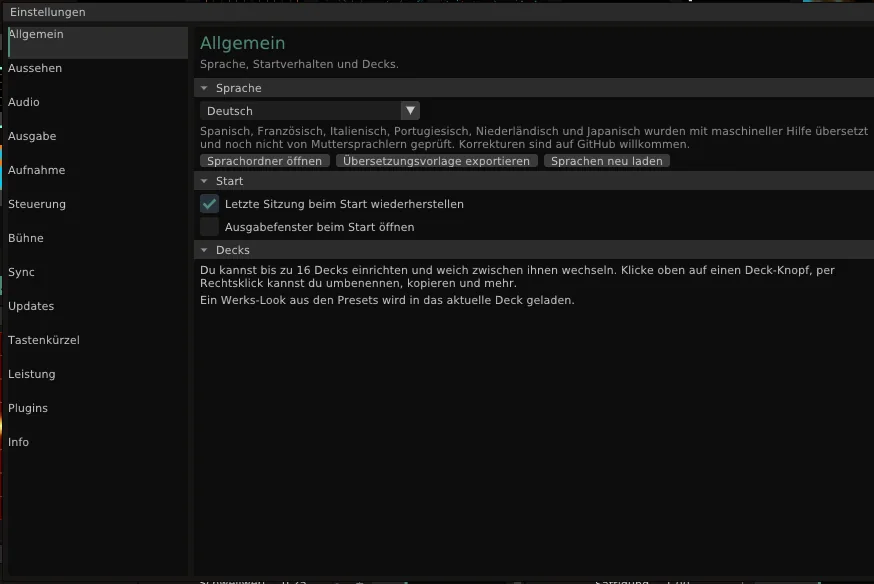 Einstellungen
Allgemein
Aussehen
Audio
Ausgabe
Aufnahme
Steuerung
Bühne
Sync
Updates
Tastenkürzel
Leistung
Plugins
Info
Allgemein
Sprache, Startverhalten und Decks.
Sprache
Deutsch
Spanisch, Französisch, Italienisch, Portugiesisch, Niederländisch und Japanisch wurden mit maschineller Hilfe übersetzt
und noch nicht von Muttersprachlern geprüft. Korrekturen sind auf GitHub willkommen.
Sprachordner öffnen Übersetzungsvorlage exportieren Sprachen neu laden
Start
Letzte Sitzung beim Start wiederherstellen
Ausgabefenster beim Start öffnen
Decks
Du kannst bis zu 16 Decks einrichten und weich zwischen ihnen wechseln. Klicke oben auf einen Deck-Knopf, per
Rechtsklick kannst du umbenennen, kopieren und mehr.
Ein Werks-Look aus den Presets wird in das aktuelle Deck geladen.